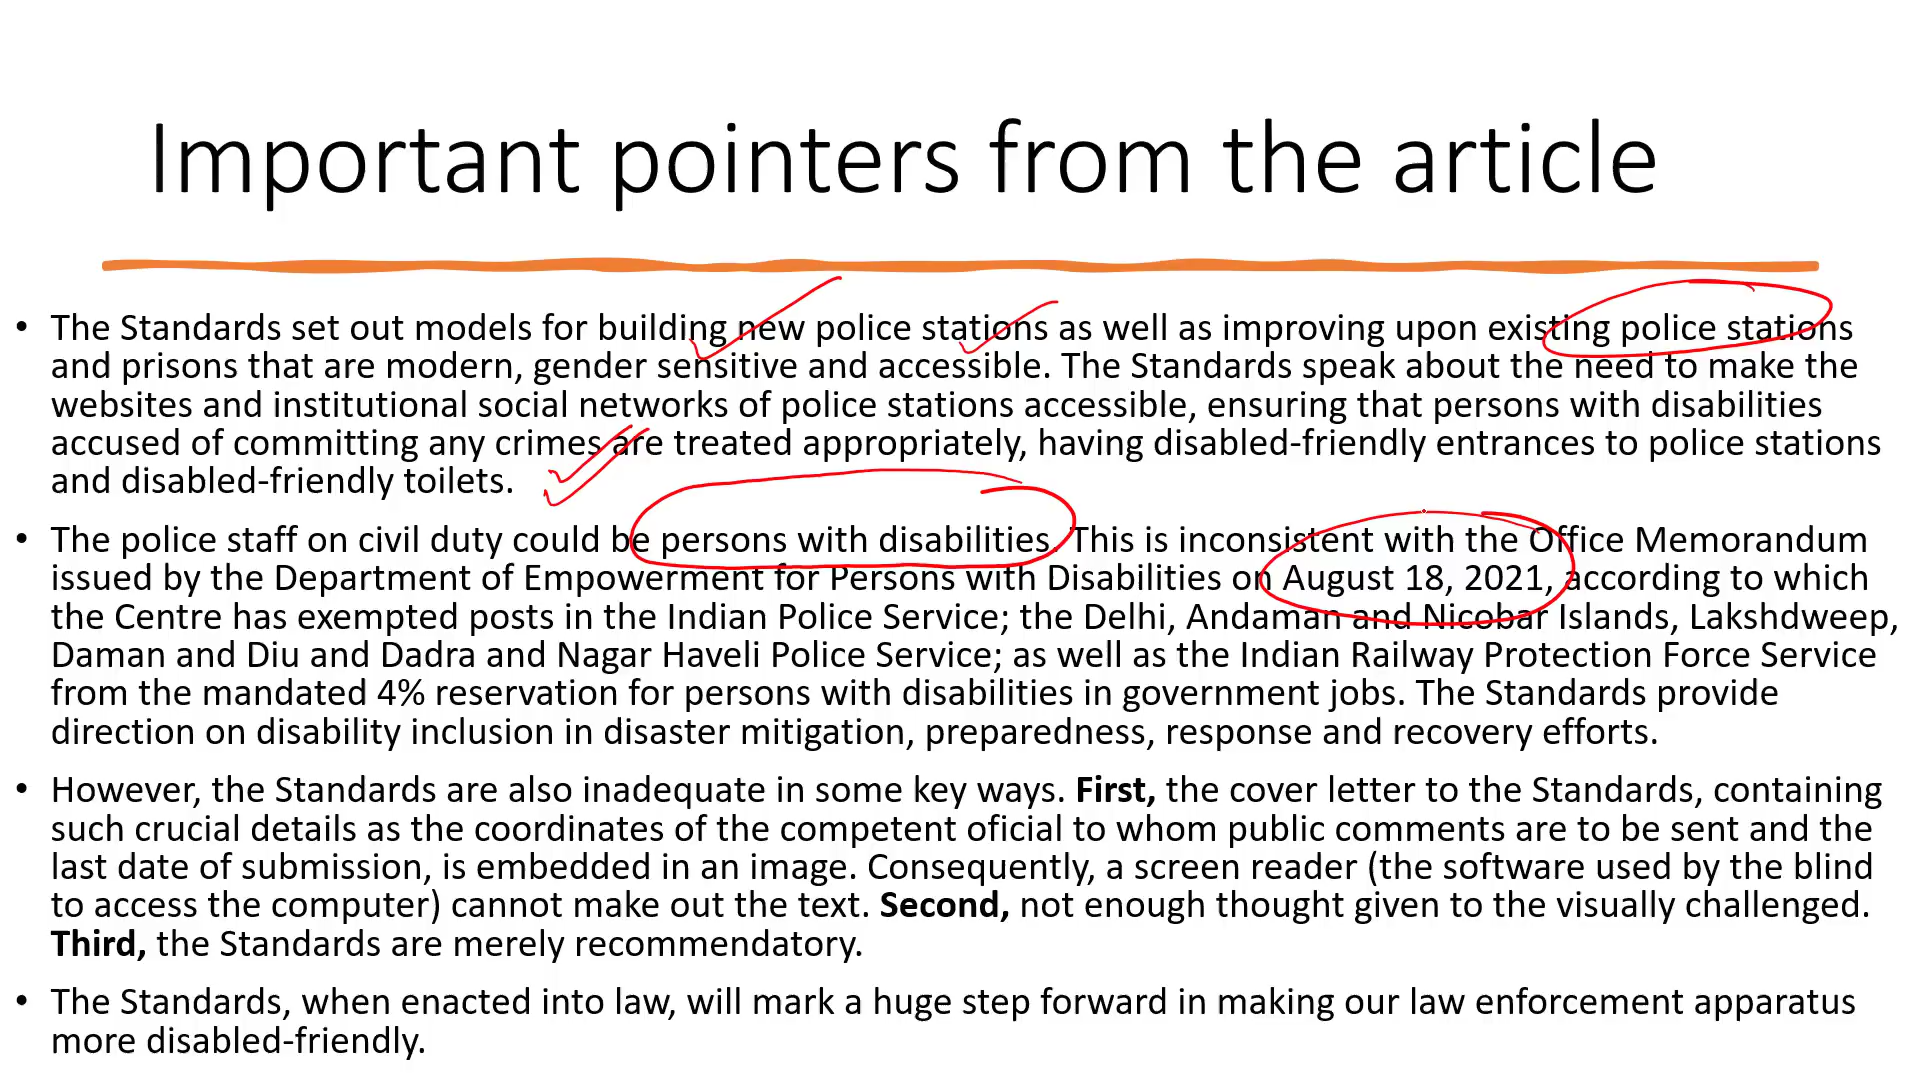 Important pointers from the article
• The Standards set out models for building new police stations as well as improving upon existing police stations
and prisons that are modern, gender sensitive and accessible. The Standards speak about the need to make the
websites and institutional social networks of police stations accessible, ensuring that persons with disabilities
accused of committing any crimes are treated appropriately, having disabled-friendly entrances to police stations
and disabled-friendly toilets.
• The police staff on civil duty could be persons with disabilities. This is inconsistent with the Office Memorandum
issued by the Department of Empowerment for Persons with Disabilities on August 18, 2021, according to which
the Centre has exempted posts in the Indian Police Service; the Delhi, Andaman and Nicobar Islands, Lakshdweep,
Daman and Diu and Dadra and Nagar Haveli Police Service; as well as the Indian Railway Protection Force Service
from the mandated 4% reservation for persons with disabilities in government jobs. The Standards provide
direction on disability inclusion in disaster mitigation, preparedness, response and recovery efforts.
• However, the Standards are also inadequate in some key ways. First, the cover letter to the Standards, containing
such crucial details as the coordinates of the competent oficial to whom public comments are to be sent and the
last date of submission, is embedded in an image. Consequently, a screen reader (the software used by the blind
to access the computer) cannot make out the text. Second, not enough thought given to the visually challenged.
Third, the Standards are merely recommendatory.
• The Standards, when enacted into law, will mark a huge step forward in making our law enforcement apparatus
more disabled-friendly.